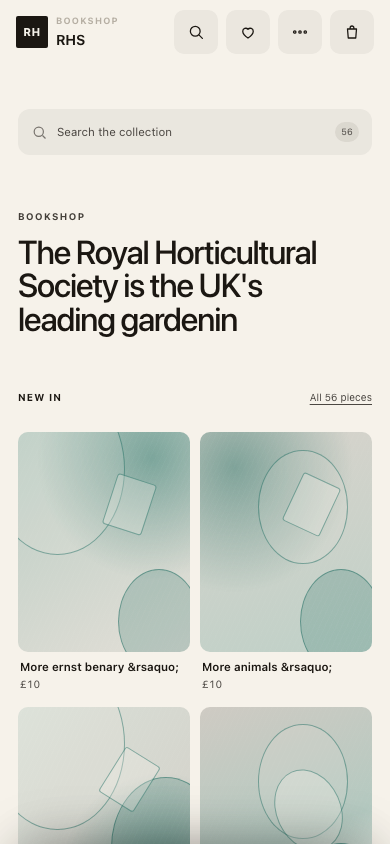 RH
BOOKSHOP
RHS
Search the collection
56
BOOKSHOP
The Royal Horticultural
Society is the UK's
leading gardenin
NEW IN
All 56 pieces
More ernst benary &rsaquo;
£10
More animals &rsaquo;
£10